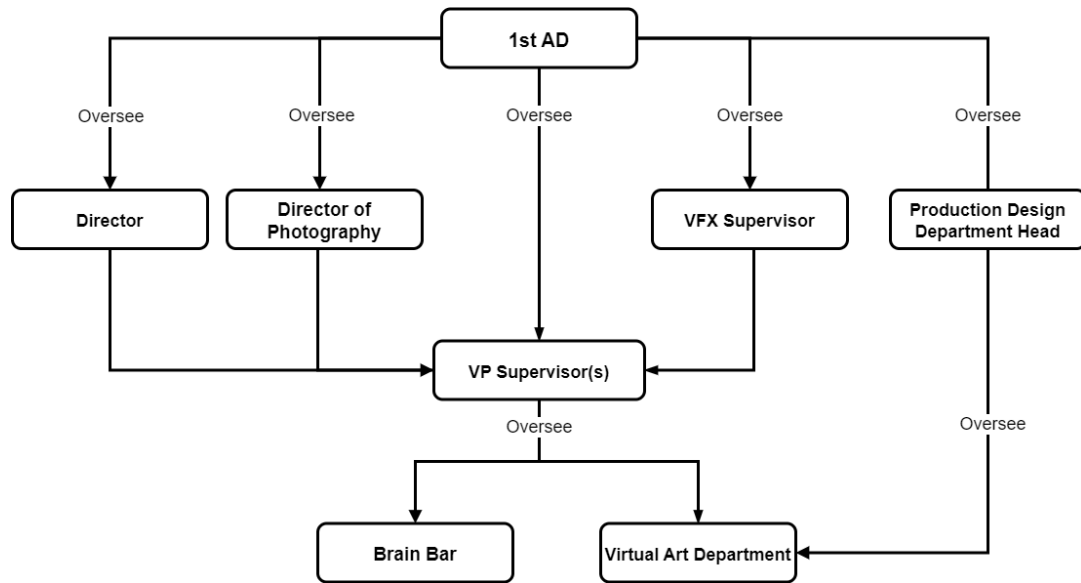 1st AD
Oversee
Oversee
Oversee
Oversee
Oversee
Director
Director of
Photography
VFX Supervisor
Production Design
Department Head
VP Supervisor(s)
Oversee
Oversee
Brain Bar
Virtual Art Department